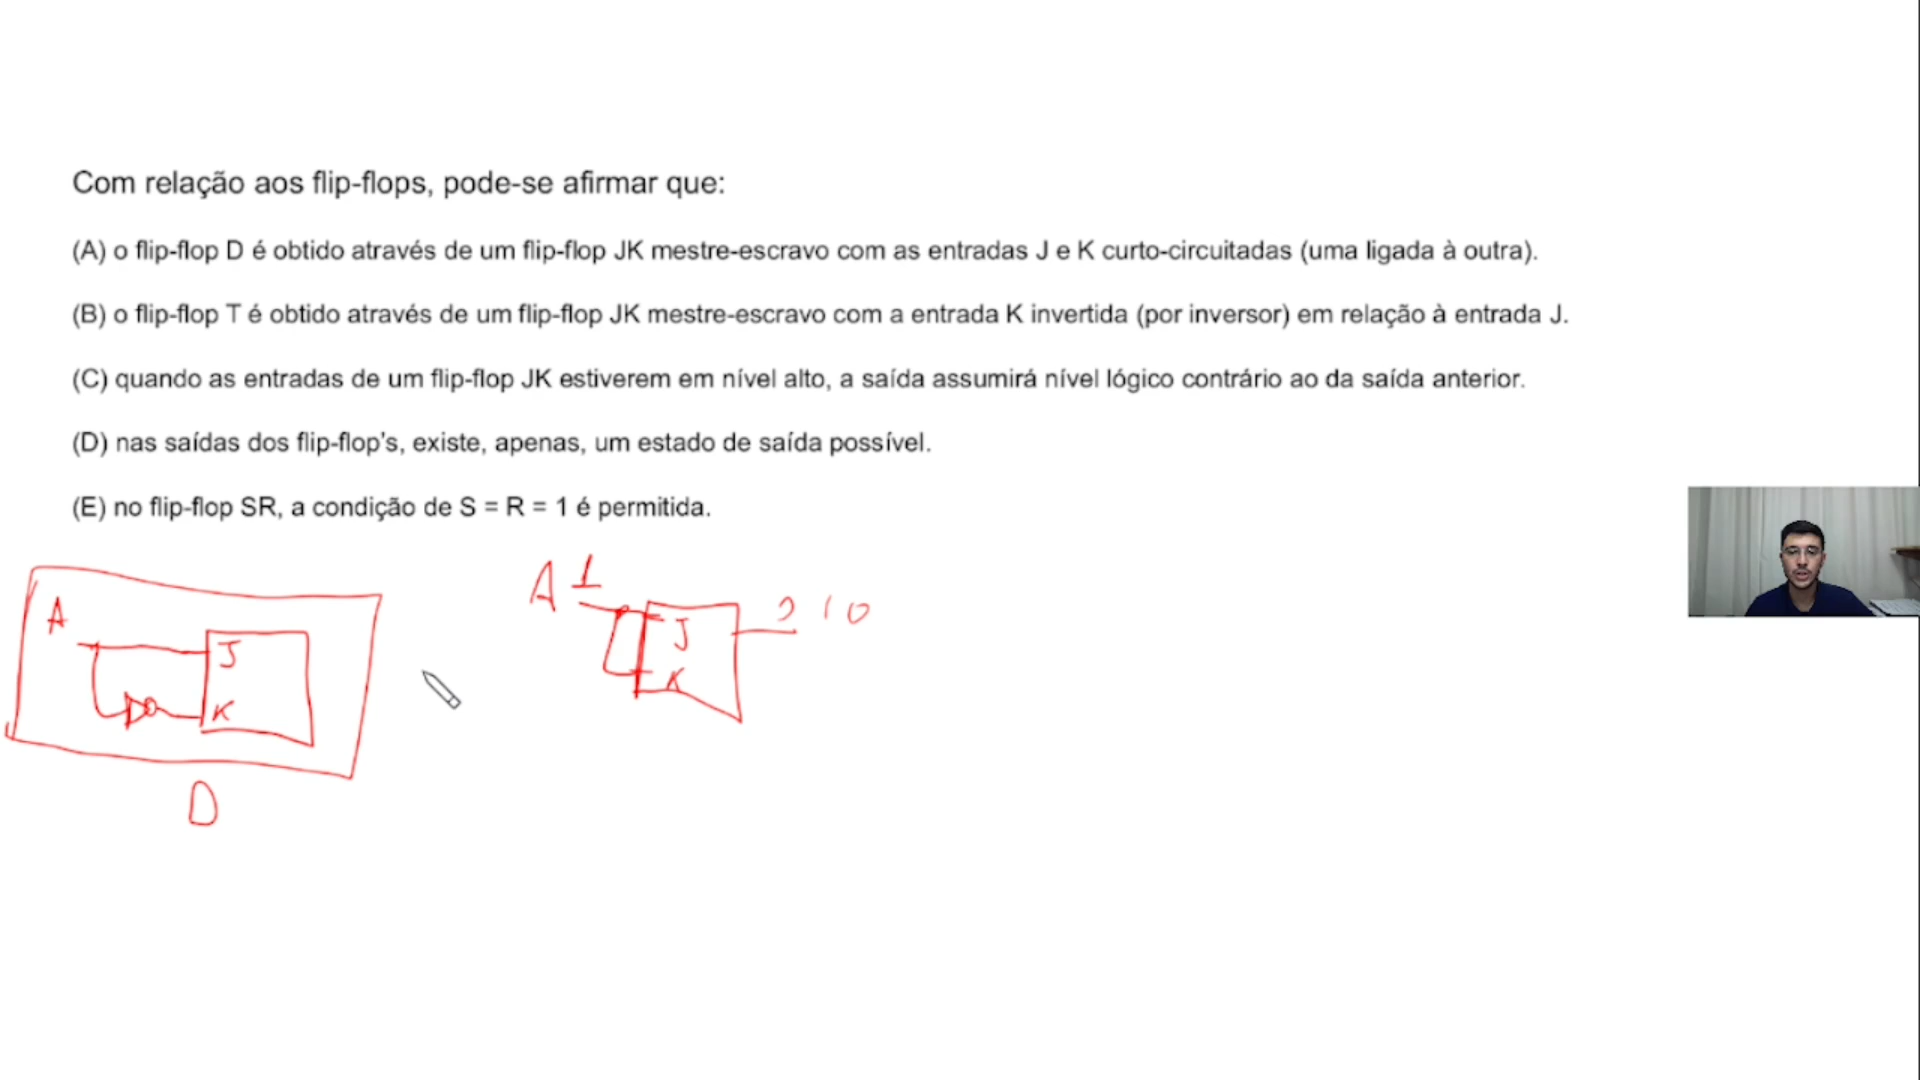 Com relação aos flip-flops, pode-se afirmar que:
(A) o flip-flop D é obtido através de um flip-flop JK mestre-escravo com as entradas J e K curto-circuitadas (uma ligada à outra).
(B) o flip-flop T é obtido através de um flip-flop JK mestre-escravo com a entrada K invertida (por inversor) em relação à entrada J.
(C) quando as entradas de um flip-flop JK estiverem em nível alto, a saída assumirá nível lógico contrário ao da saída anterior.
(D) nas saídas dos flip-flop's, existe, apenas, um estado de saída possível.
(E) no flip-flop SR, a condição de S = R = 1 é permitida.
A 1
1 0
A
J
J
K
K
D